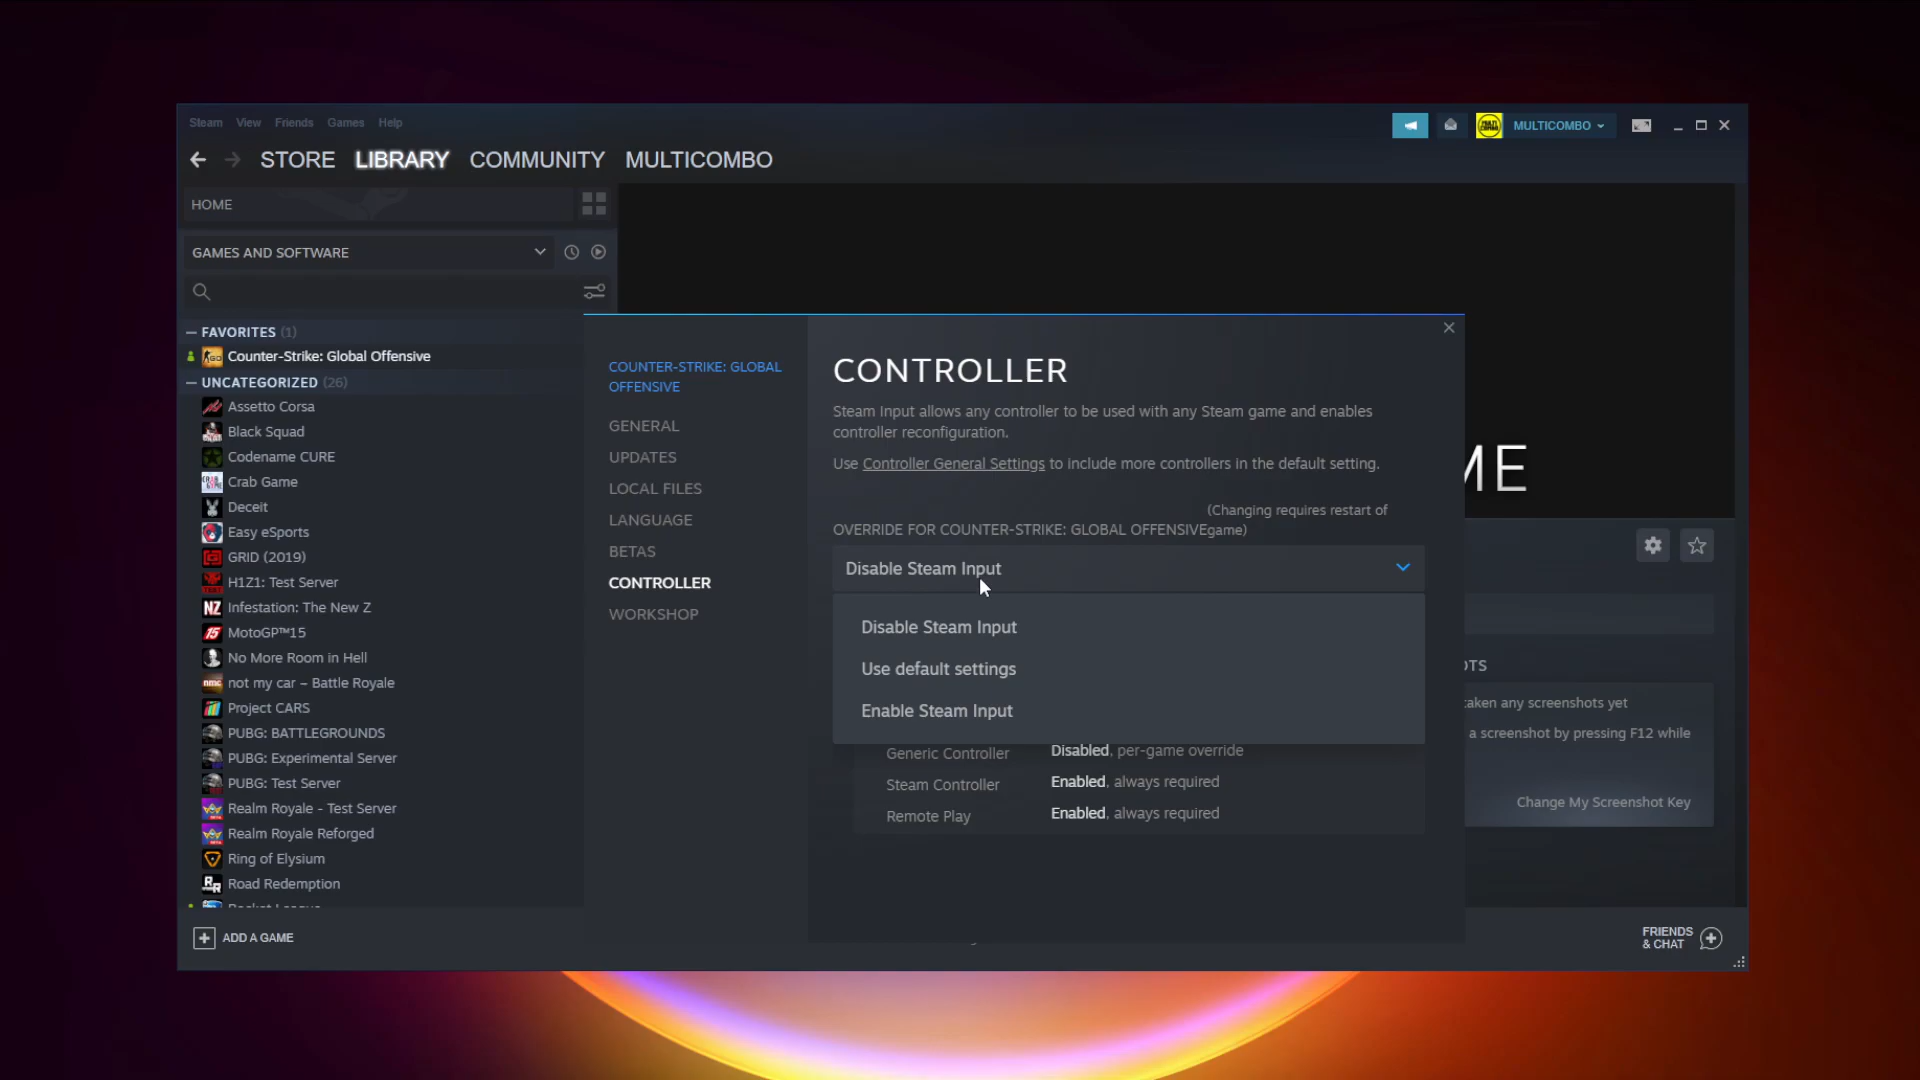 Steam View Friends Games Help
MULTICOMBO
STORE LIBRARY COMMUNITY MULTICOMBO
HOME
GAMES AND SOFTWARE
FAVORITES (1)
Counter-Strike: Global Offensive
UNCATEGORIZED (26)
Assetto Corsa
Black Squad
Codename CURE
Crab Game
Deceit
Easy eSports
GRID (2019)
H1Z1: Test Server
Infestation: The New Z
MotoGP™15
No More Room in Hell
not my car – Battle Royale
Project CARS
PUBG: BATTLEGROUNDS
PUBG: Experimental Server
PUBG: Test Server
Realm Royale - Test Server
Realm Royale Reforged
Ring of Elysium
Road Redemption
ADD A GAME
COUNTER-STRIKE: GLOBAL
OFFENSIVE
GENERAL
UPDATES
LOCAL FILES
LANGUAGE
BETAS
CONTROLLER
WORKSHOP
CONTROLLER
Steam Input allows any controller to be used with any Steam game and enables
controller reconfiguration.
Use Controller General Settings to include more controllers in the default setting.
(Changing requires restart of
OVERRIDE FOR COUNTER-STRIKE: GLOBAL OFFENSIVEgame)
Disable Steam Input
Disable Steam Input
Use default settings
Enable Steam Input
Generic Controller Disabled, per-game override
Steam Controller Enabled, always required
Remote Play Enabled, always required
ME
OTS
taken any screenshots yet
a screenshot by pressing F12 while
Change My Screenshot Key
FRIENDS
& CHAT